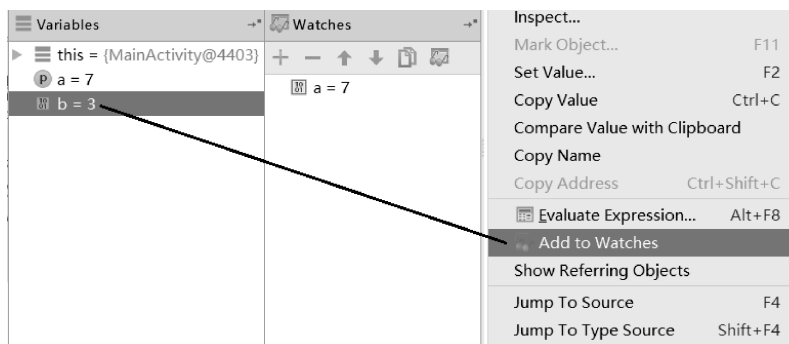 Variables
this = {MainActivity@4403}
a = 7
b = 3
Watches
a = 7
Inspect...
Mark Object... F11
Set Value... F2
Copy Value Ctrl+C
Compare Value with Clipboard
Copy Name
Copy Address Ctrl+Shift+C
Evaluate Expression... Alt+F8
Add to Watches
Show Referring Objects
Jump To Source F4
Jump To Type Source Shift+F4